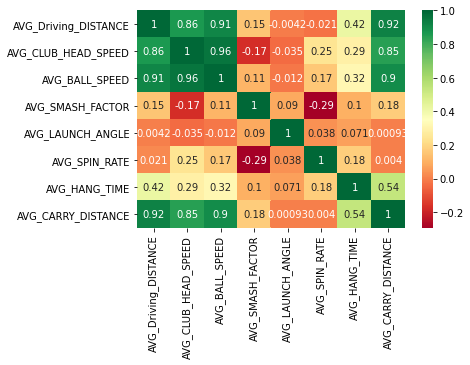 AVG_Driving_DISTANCE 1 0.86 0.91 0.15 -0.0042 -0.021 0.42 0.92
AVG_CLUB_HEAD_SPEED 0.86 1 0.96 -0.17 -0.035 0.25 0.29 0.85
AVG_BALL_SPEED 0.91 0.96 1 0.11 -0.012 0.17 0.32 0.9
AVG_SMASH_FACTOR 0.15 -0.17 0.11 1 0.09 -0.29 0.1 0.18
AVG_LAUNCH_ANGLE 0.0042 -0.035 -0.012 0.09 1 0.038 0.071 0.00093
AVG_SPIN_RATE 0.021 0.25 0.17 -0.29 0.038 1 0.18 0.004
AVG_HANG_TIME 0.42 0.29 0.32 0.1 0.071 0.18 1 0.54
AVG_CARRY_DISTANCE 0.92 0.85 0.9 0.18 0.00093 0.004 0.54 1
AVG_Driving_DISTANCE
AVG_CLUB_HEAD_SPEED
AVG_BALL_SPEED
AVG_SMASH_FACTOR
AVG_LAUNCH_ANGLE
AVG_SPIN_RATE
AVG_HANG_TIME
AVG_CARRY_DISTANCE
1.0
0.8
0.6
0.4
0.2
0.0
−0.2